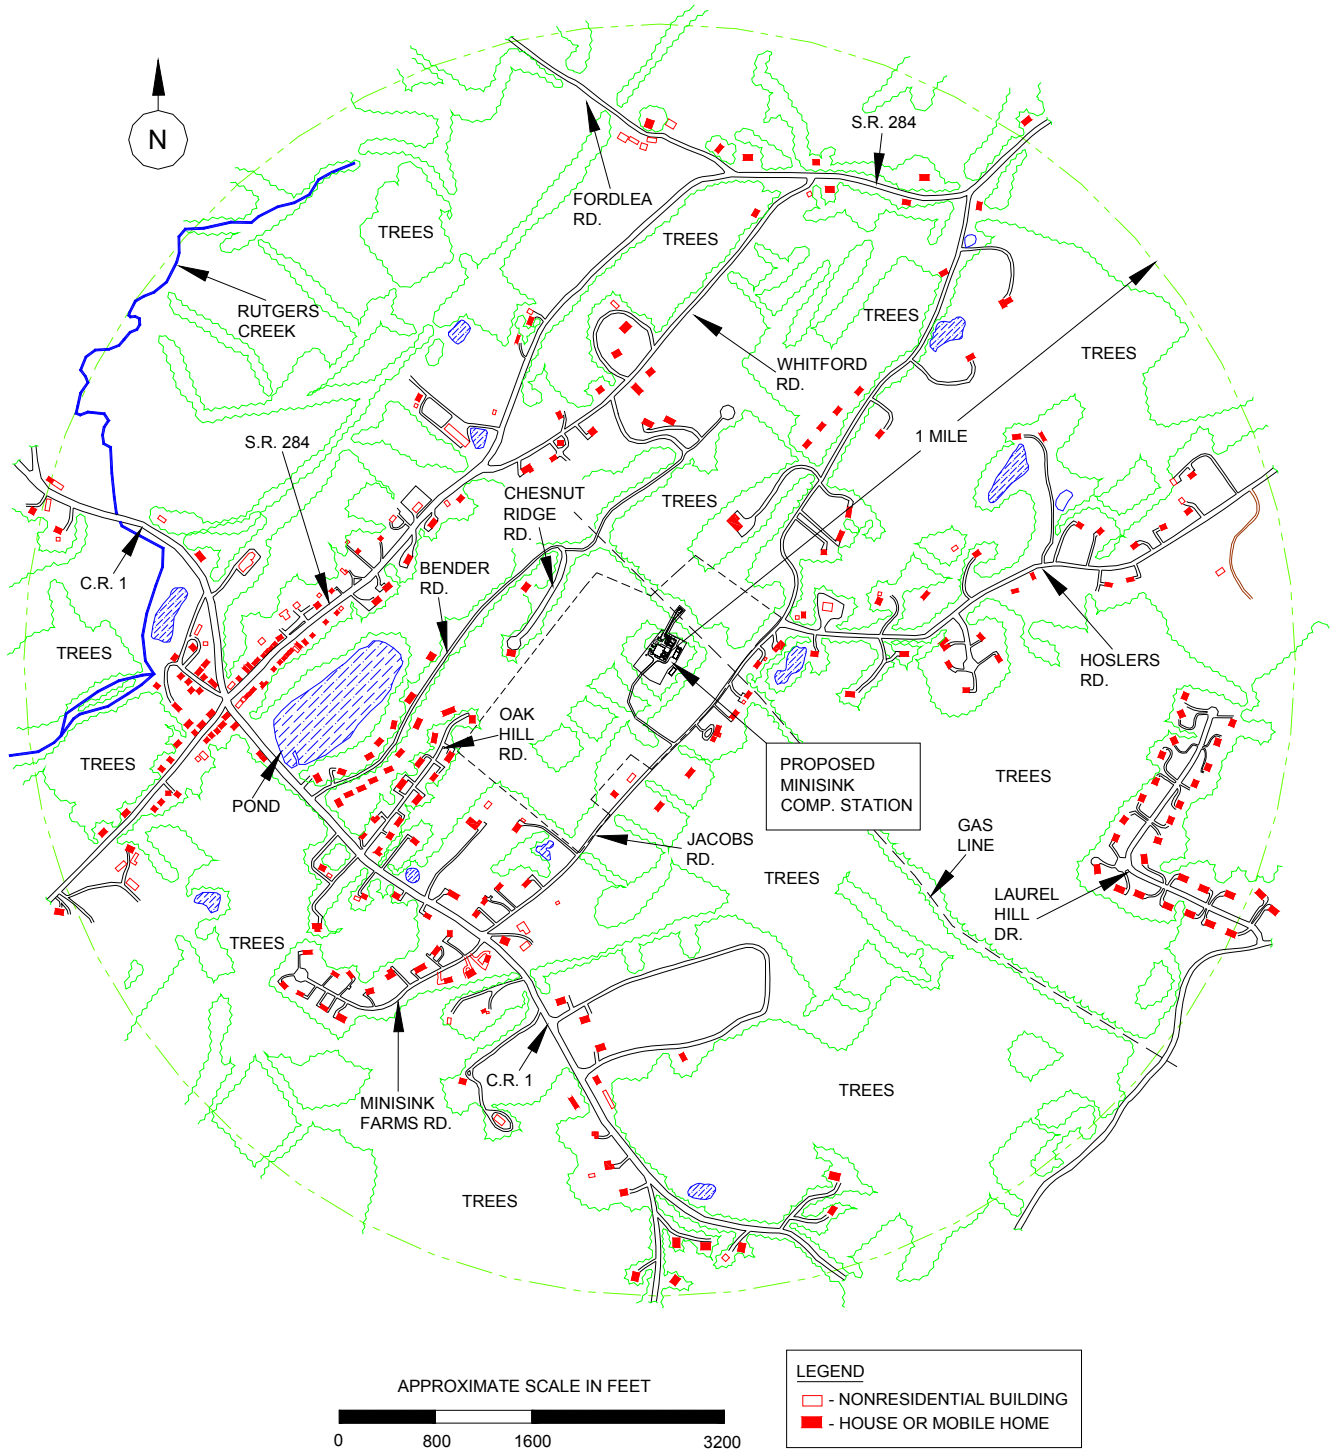 N
S.R. 284
FORDLEA
RD.
TREES
TREES
RUTGERS
CREEK
TREES
WHITFORD
RD.
TREES
1 MILE
S.R. 284
CHESNUT
RIDGE
RD.
TREES
C.R. 1
BENDER
RD.
TREES
HOSLERS
RD.
OAK
HILL
RD.
TREES
POND
PROPOSED
MINISINK
COMP. STATION
TREES
GAS
LINE
JACOBS
RD.
TREES
LAUREL
HILL
DR.
TREES
C.R. 1
MINISINK
FARMS RD.
TREES
TREES
APPROXIMATE SCALE IN FEET
0 800 1600 3200
LEGEND
- NONRESIDENTIAL BUILDING
- HOUSE OR MOBILE HOME